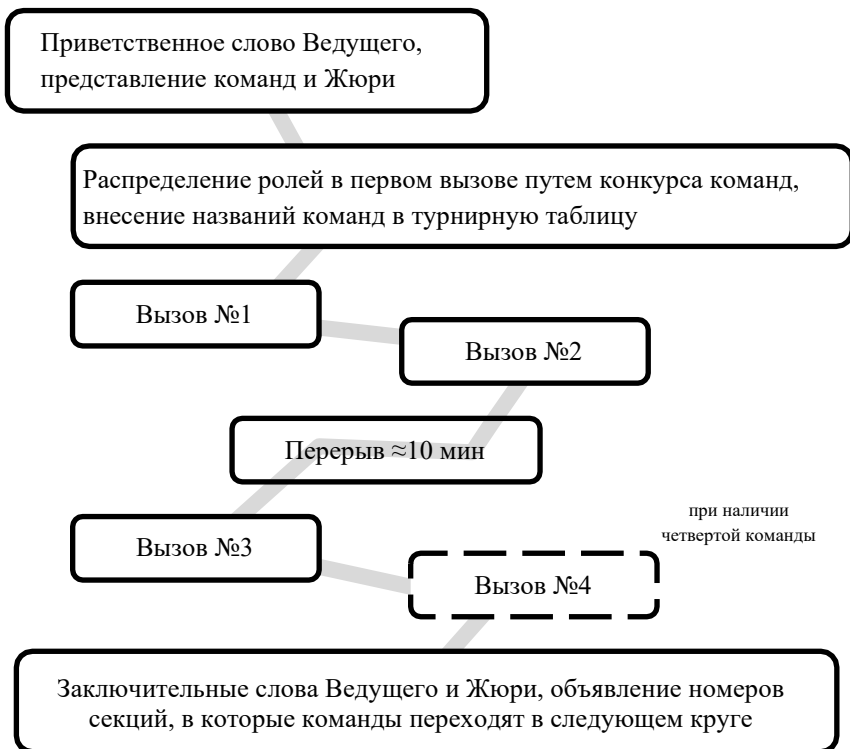 Приветственное слово Ведущего,
представление команд и Жюри
Распределение ролей в первом вызове путем конкурса команд,
внесение названий команд в турнирную таблицу
Вызов №1
Вызов №2
Перерыв ≈10 мин
при наличии
четвертой команды
Вызов №3
Вызов №4
Заключительные слова Ведущего и Жюри, объявление номеров
секций, в которые команды переходят в следующем круге